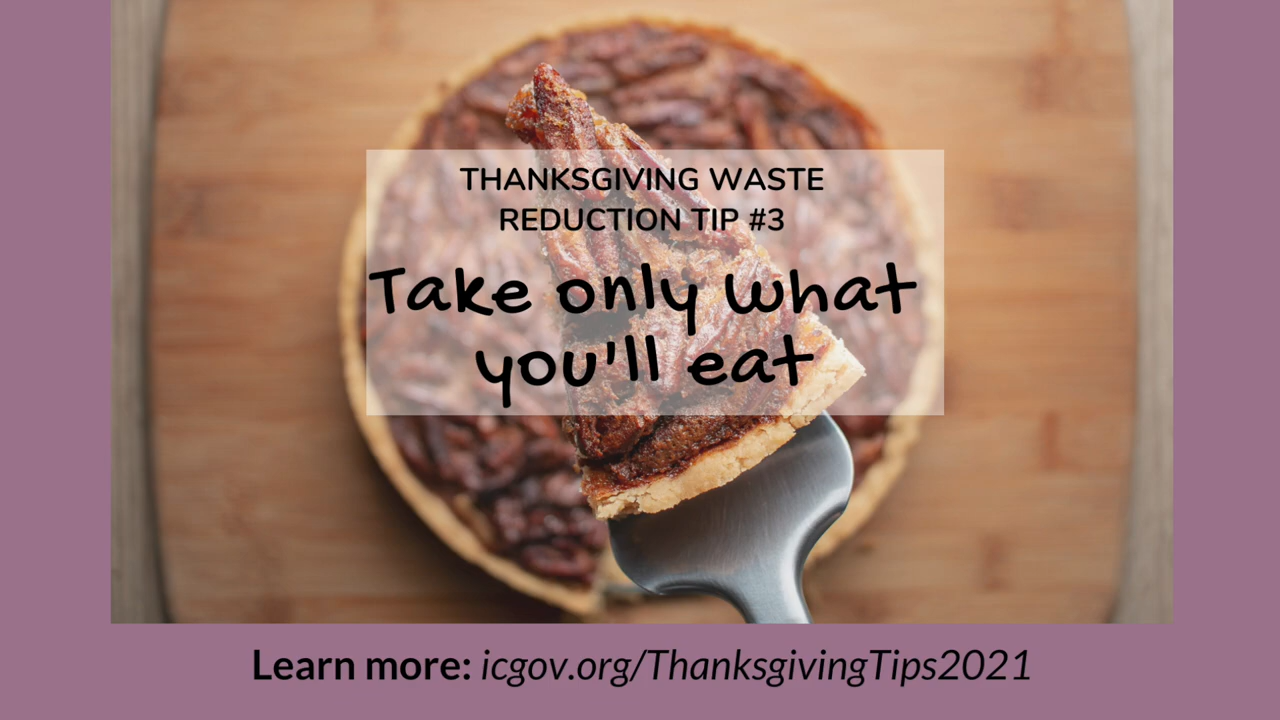 THANKSGIVING WASTE
REDUCTION TIP #3
Take only what
you'll eat
Learn more: icgov.org/ThanksgivingTips2021